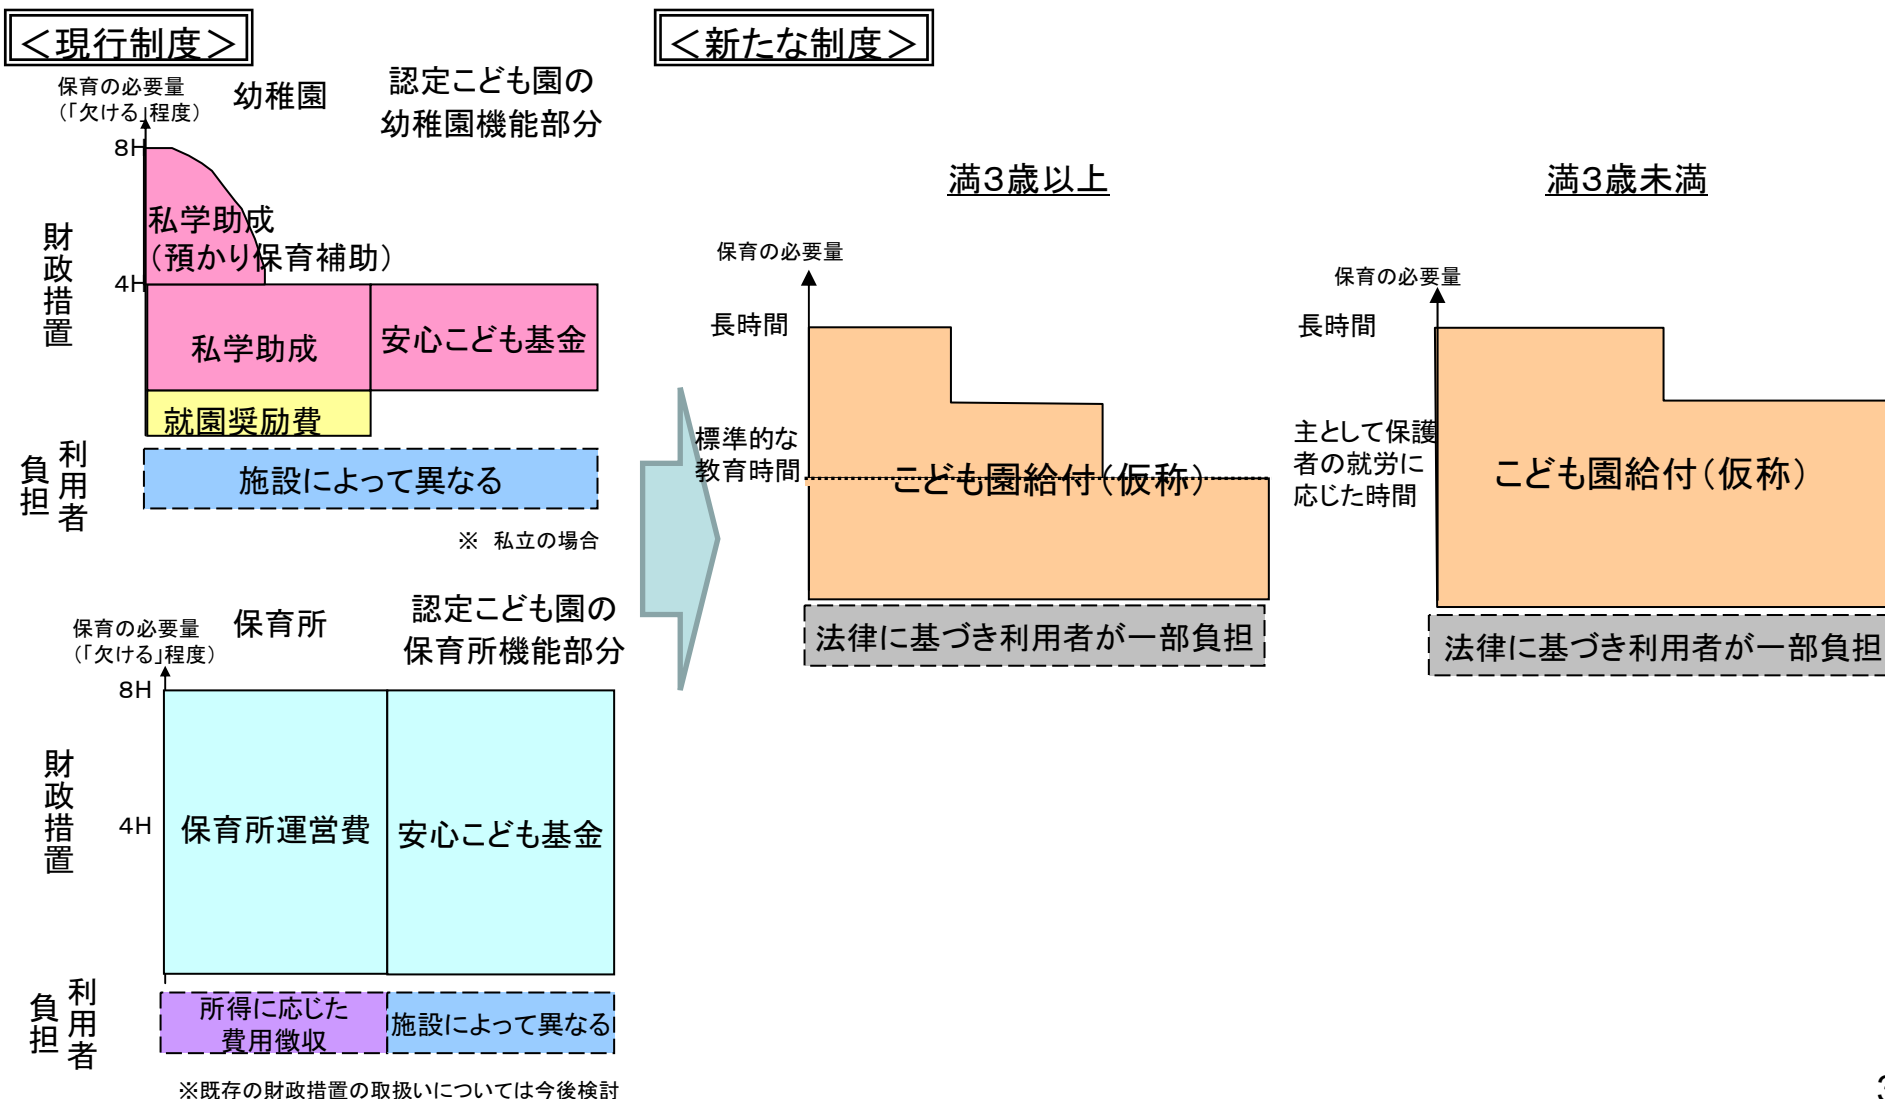 ＜現行制度＞
保育の必要量
（「欠ける」程度）
幼稚園
認定こども園の
幼稚園機能部分
8H
4H
財政措置
私学助成
（預かり保育補助）
私学助成
安心こども基金
就園奨励費
利用者
負担
施設によって異なる
※ 私立の場合
保育の必要量
（「欠ける」程度）
保育所
認定こども園の
保育所機能部分
8H
4H
財政措置
保育所運営費
安心こども基金
利用者
負担
所得に応じた
費用徴収
施設によって異なる
※既存の財政措置の取扱いについては今後検討
＜新たな制度＞
満３歳以上
保育の必要量
長時間
標準的な
教育時間
こども園給付（仮称）
法律に基づき利用者が一部負担
満３歳未満
保育の必要量
長時間
主として保護
者の就労に
応じた時間
こども園給付（仮称）
法律に基づき利用者が一部負担